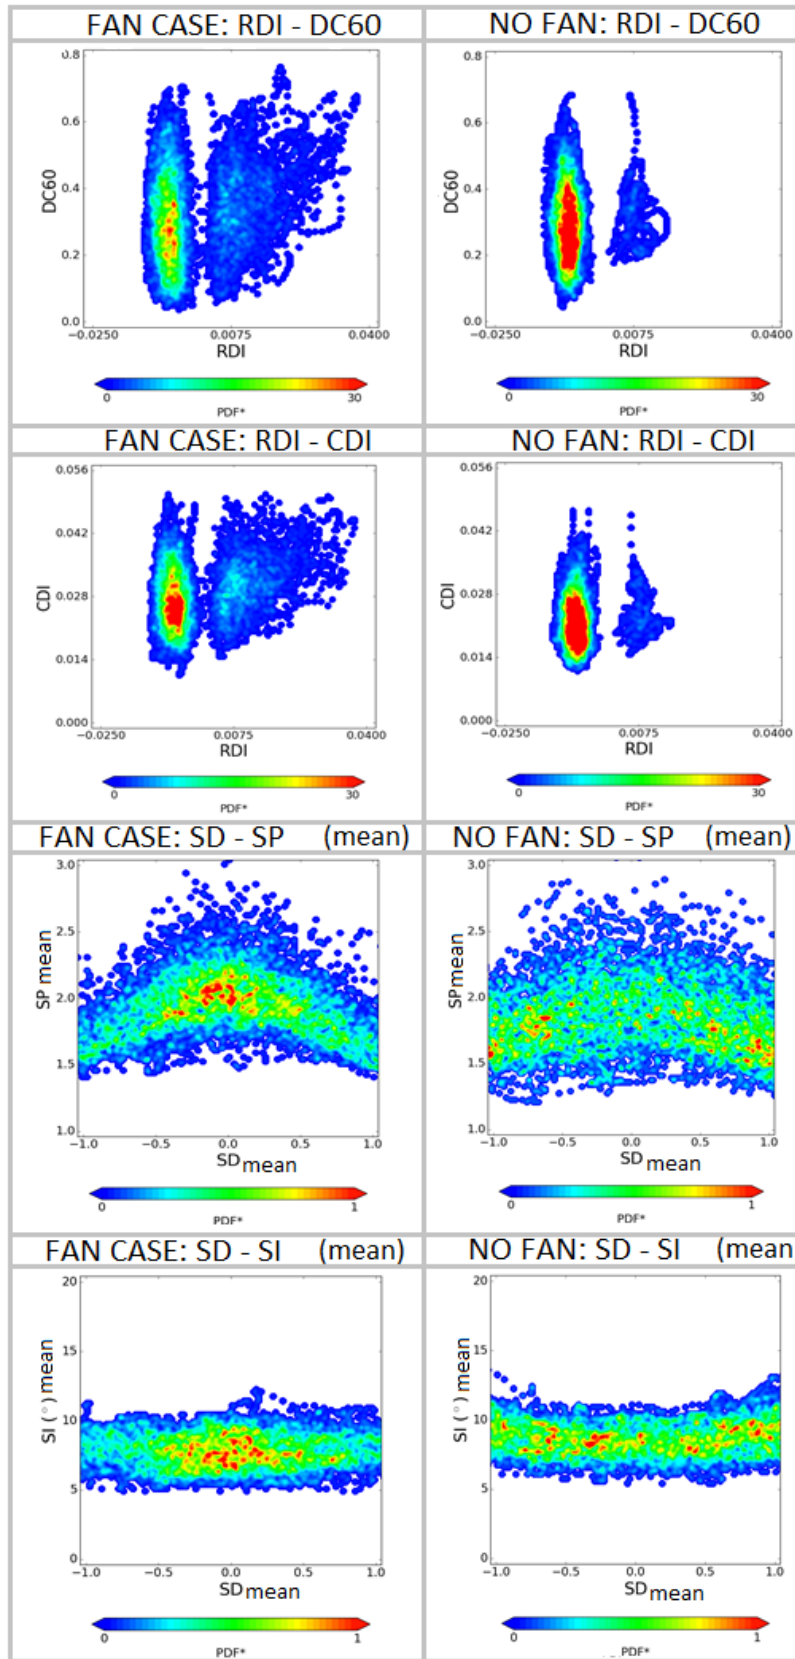 FAN CASE: RDI - DC60
NO FAN: RDI - DC60
0.8
0.6
0.4
0.2
0.0
DC60
−0.0250
0.0075
0.0400
RDI
0
30
PDF*
0.8
0.6
0.4
0.2
0.0
DC60
−0.0250
0.0075
0.0400
RDI
0
30
PDF*
FAN CASE: RDI - CDI
NO FAN: RDI - CDI
0.056
0.042
0.028
0.014
0.000
CDI
−0.0250
0.0075
0.0400
RDI
0
30
PDF*
0.056
0.042
0.028
0.014
0.000
CDI
−0.0250
0.0075
0.0400
RDI
0
30
PDF*
FAN CASE: SD - SP (mean)
NO FAN: SD - SP (mean)
3.0
2.5
2.0
1.5
1.0
SP mean
−1.0
−0.5
0.0
0.5
1.0
SD mean
0
1
PDF*
3.0
2.5
2.0
1.5
1.0
SP mean
−1.0
−0.5
0.0
0.5
1.0
SD mean
0
1
PDF*
FAN CASE: SD - SI (mean)
NO FAN: SD - SI (mean
20
15
10
5
0
SI (°) mean
−1.0
−0.5
0.0
0.5
1.0
SD mean
0
1
PDF*
20
15
10
5
0
SI (°) mean
−1.0
−0.5
0.0
0.5
1.0
SD mean
0
1
PDF*